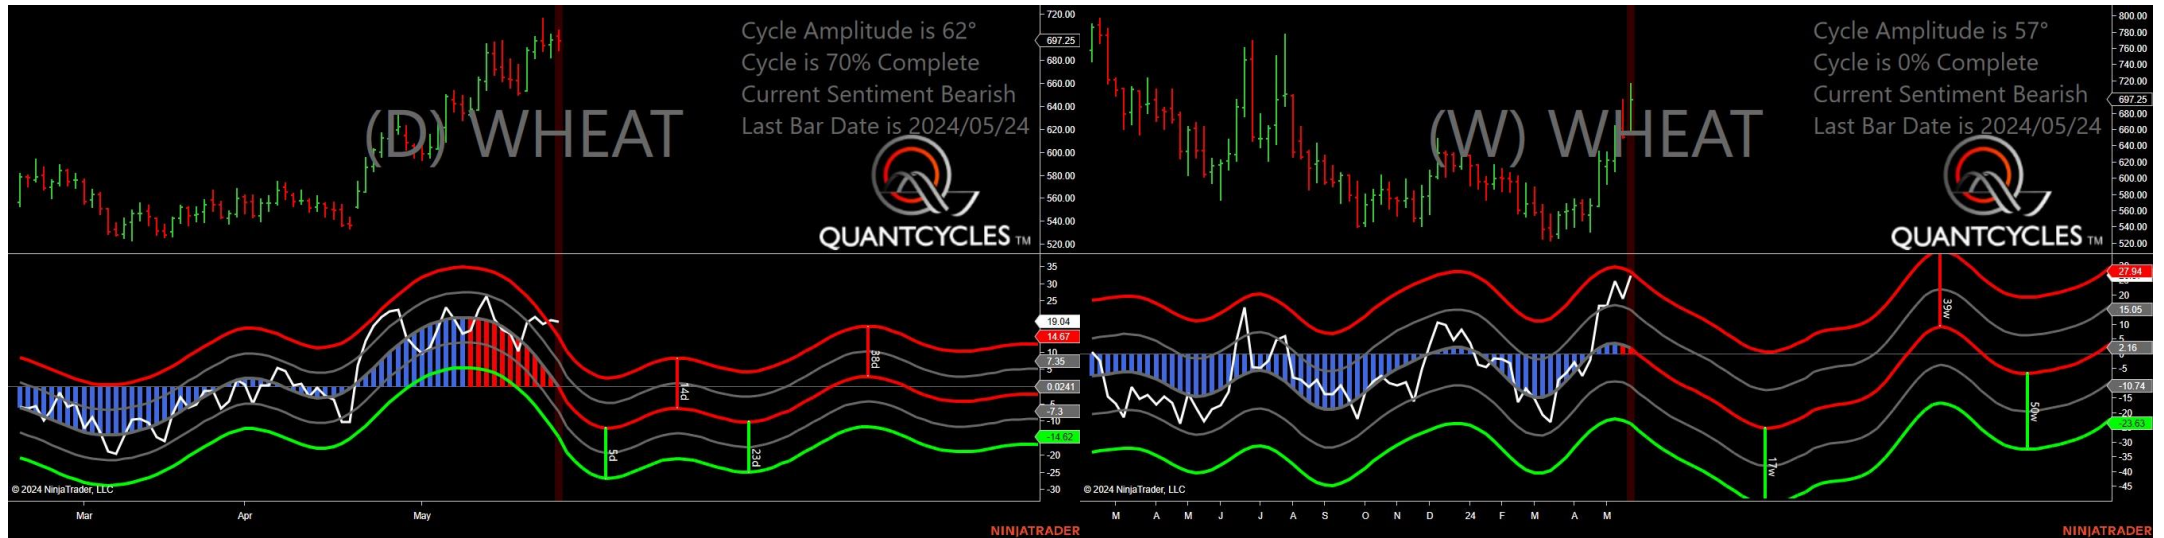 Cycle Amplitude is 62°
Cycle is 70% Complete
Current Sentiment Bearish
Last Bar Date is 2024/05/24
(D) WHEAT
QUANTCYCLES TM
720.00
697.25
680.00
660.00
640.00
620.00
600.00
580.00
560.00
540.00
520.00
35
30
25
19.04
14.67
10
7.35
5
0.0241
-5
-7.3
-10
-14.62
-20
-25
-30
5d
14d
23d
38d
© 2024 NinjaTrader, LLC
Mar Apr May
NINJATRADER
Cycle Amplitude is 57°
Cycle is 0% Complete
Current Sentiment Bearish
Last Bar Date is 2024/05/24
(W) WHEAT
QUANTCYCLES TM
800.00
780.00
760.00
740.00
720.00
697.25
680.00
660.00
640.00
620.00
600.00
580.00
560.00
540.00
520.00
27.94
20
15.05
10
5
2.16
-5
-10.74
-15
-20
-23.63
-30
-35
-40
-45
17w
39w
50w
© 2024 NinjaTrader, LLC
M A M J J A S O N D 24 F M A M
NINJATRADER